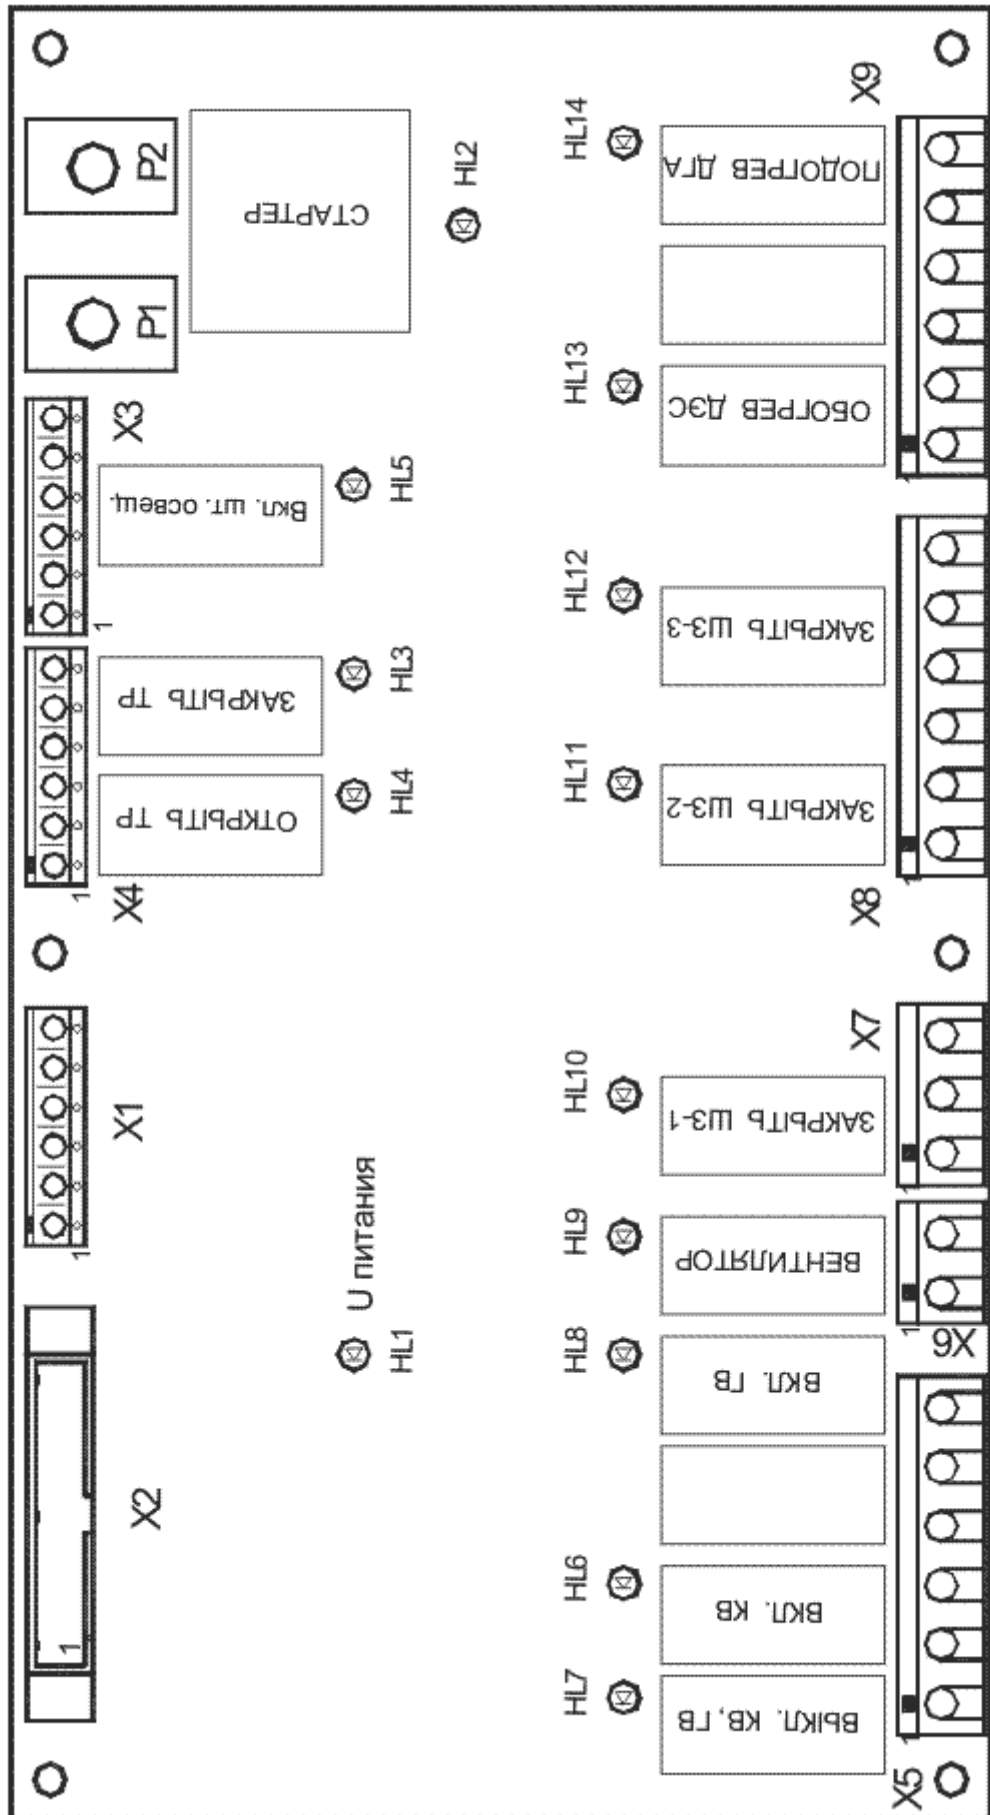 P2
P1
X3
1
X4
1
X1
1
X2
1
СТАРТЕР
HL2
Вкл. шт. освещ.
HL5
ЗАКРЫТЬ ТР
HL3
ОТКРЫТЬ ТР
HL4
U питания
HL1
HL14
ПОДОГРЕВ ДГА
HL13
ОБОГРЕВ ДЭС
HL12
ЗАКРЫТЬ ШЗ-3
HL11
ЗАКРЫТЬ ШЗ-2
HL10
ЗАКРЫТЬ ШЗ-1
HL9
ВЕНТИЛЯТОР
HL8
ВКЛ. ГВ
HL6
ВКЛ. КВ
HL7
ВЫКЛ. КВ, ГВ
X9
1
X8
1
X7
1
X6
1
X5
1